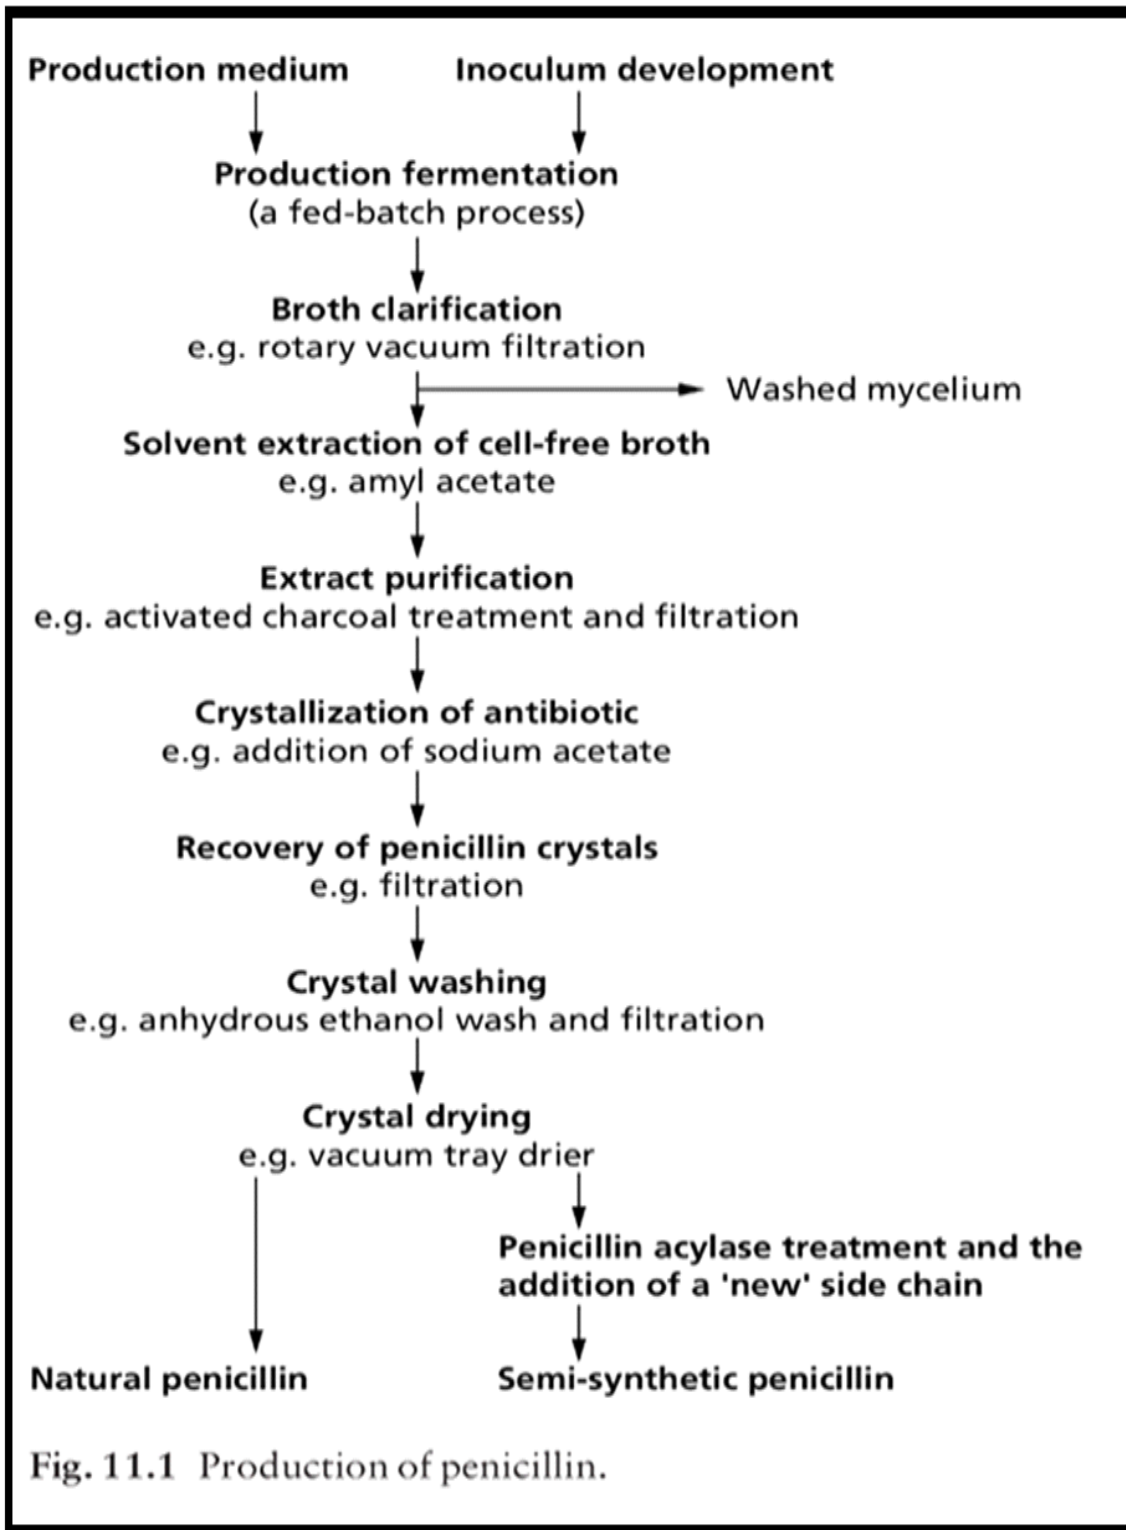 Production medium
Inoculum development
Production fermentation
(a fed-batch process)
Broth clarification
e.g. rotary vacuum filtration
Washed mycelium
Solvent extraction of cell-free broth
e.g. amyl acetate
Extract purification
e.g. activated charcoal treatment and filtration
Crystallization of antibiotic
e.g. addition of sodium acetate
Recovery of penicillin crystals
e.g. filtration
Crystal washing
e.g. anhydrous ethanol wash and filtration
Crystal drying
e.g. vacuum tray drier
Penicillin acylase treatment and the
addition of a 'new' side chain
Natural penicillin
Semi-synthetic penicillin
Fig. 11.1 Production of penicillin.